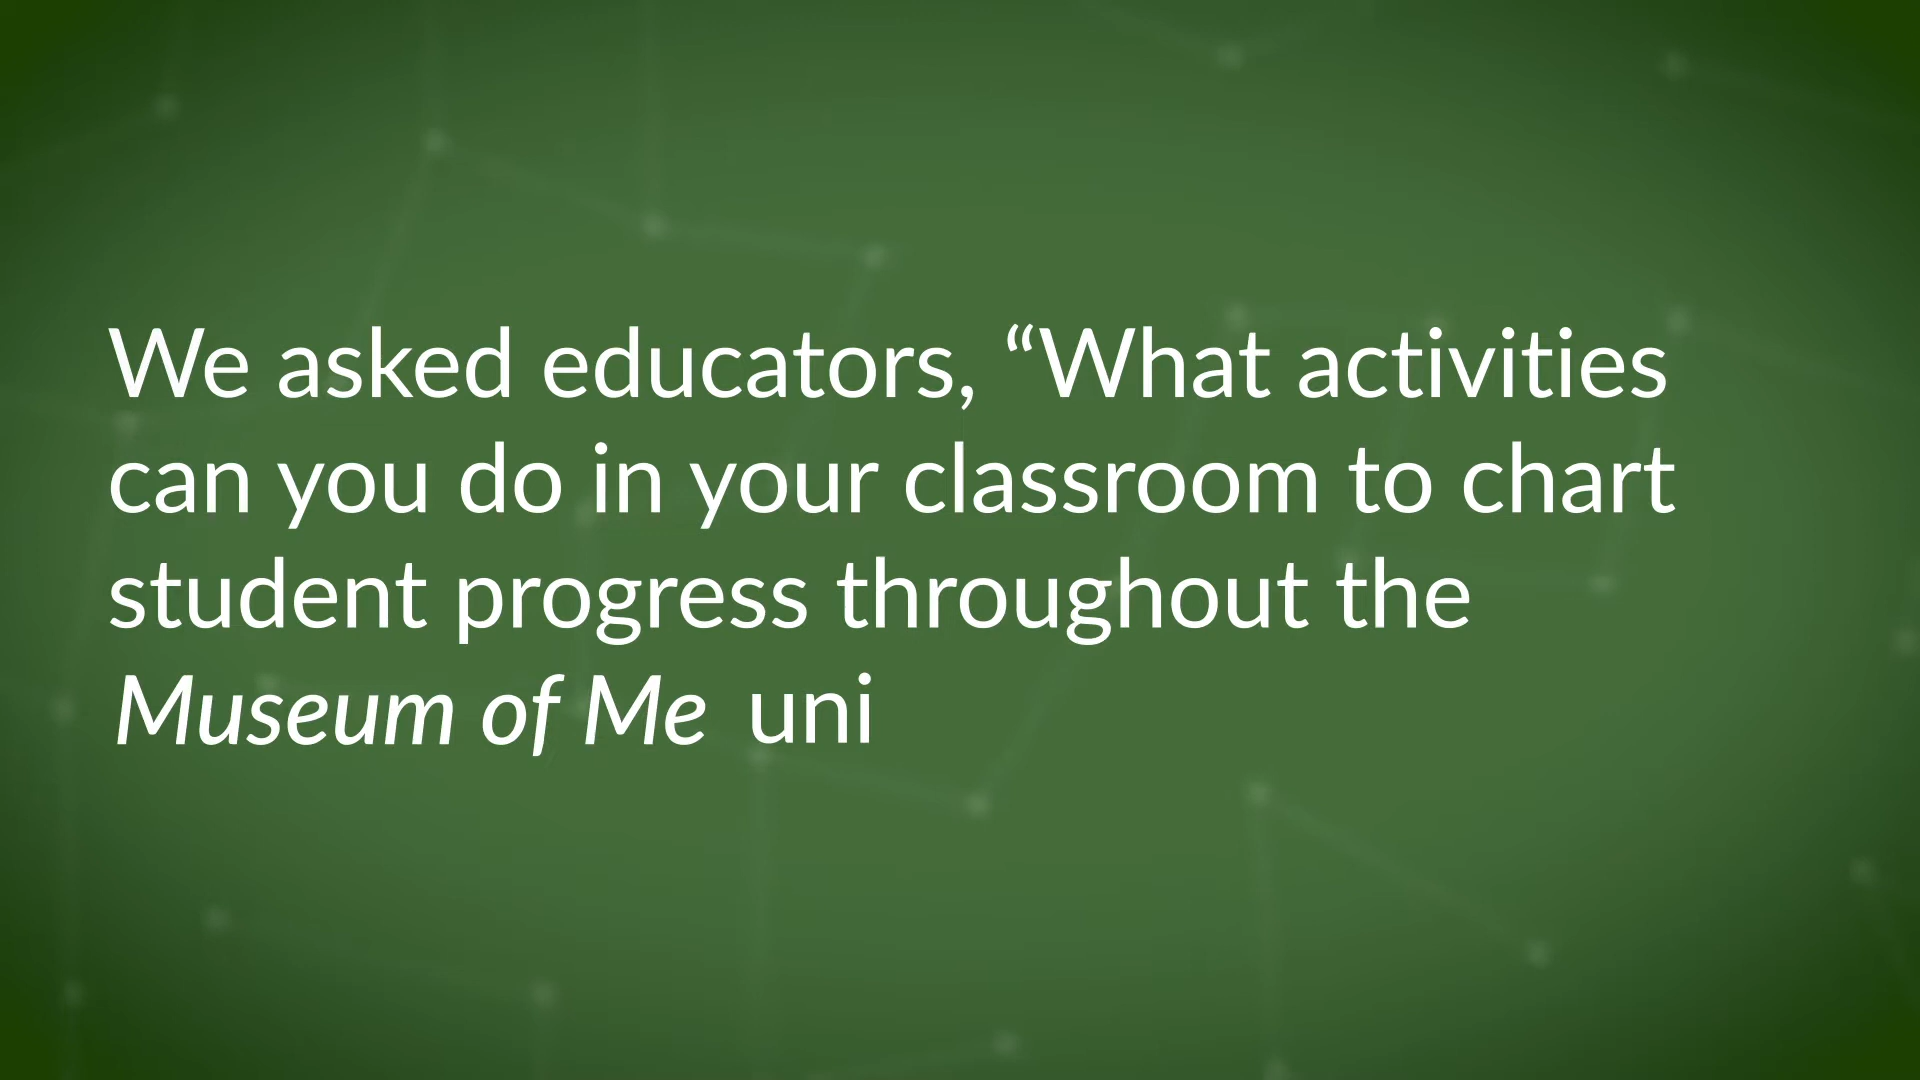 We asked educators, “What activities
can you do in your classroom to chart
student progress throughout the
Museum of Me uni